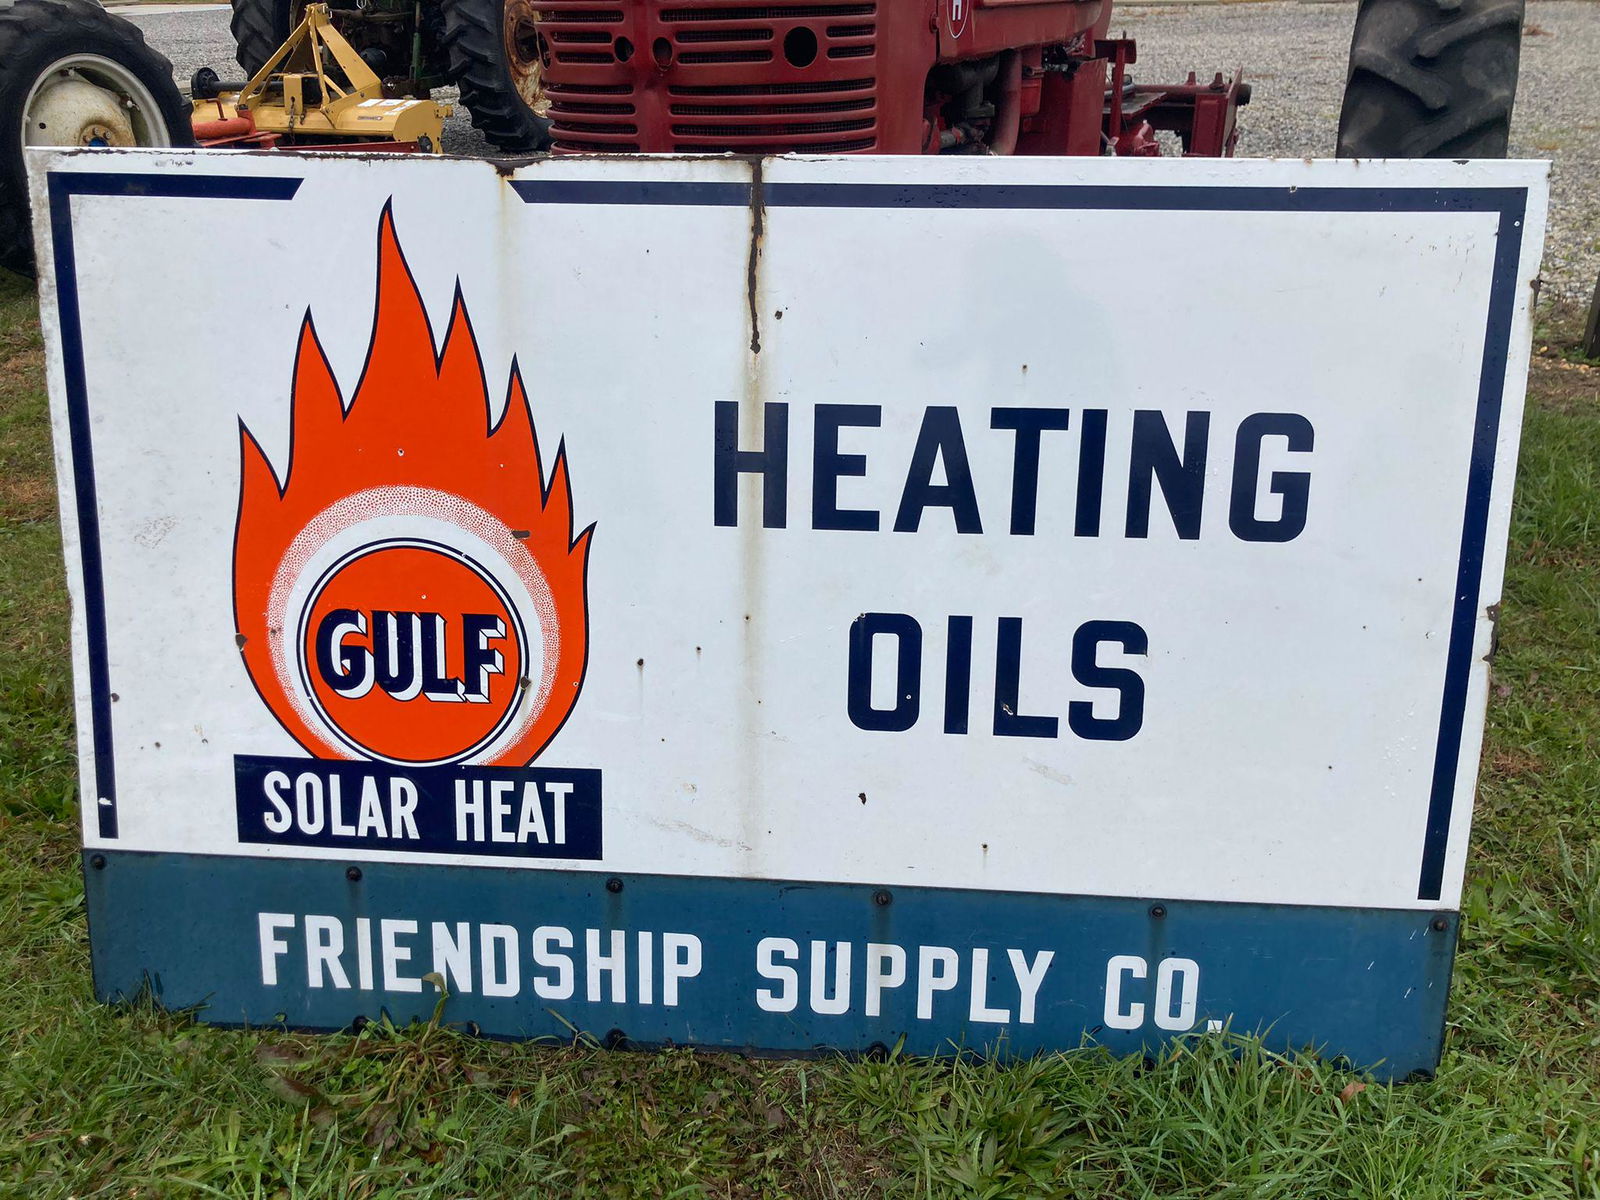 H
GULF
SOLAR HEAT
HEATING
OILS
FRIENDSHIP SUPPLY CO.